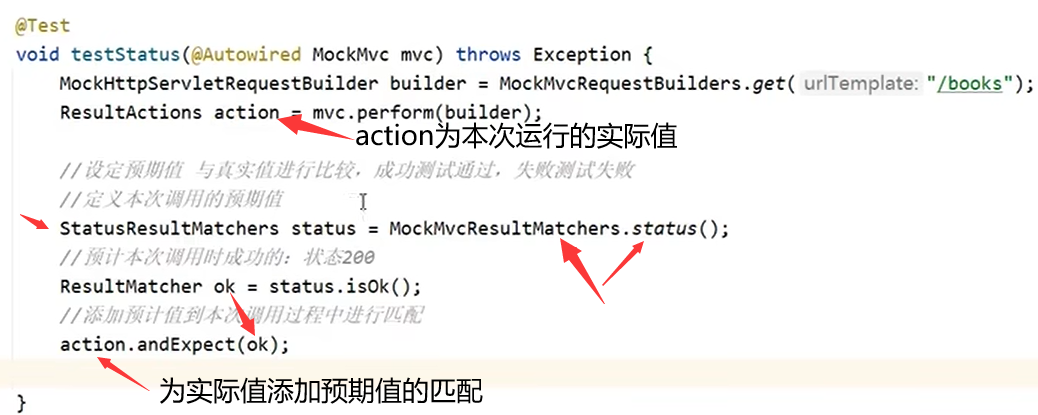 @Test
void testStatus(@Autowired MockMvc mvc) throws Exception {
MockHttpServletRequestBuilder builder = MockMvcRequestBuilders.get( urlTemplate: "/books");
ResultActions action = mvc.perform(builder);
action为本次运行的实际值
//设定预期值 与真实值进行比较，成功测试通过，失败测试失败
//定义本次调用的预期值
StatusResultMatchers status = MockMvcResultMatchers.status();
//预计本次调用时成功的：状态200
ResultMatcher ok = status.isOk();
//添加预计值到本次调用过程中进行匹配
action.andExpect(ok);
为实际值添加预期值的匹配
}